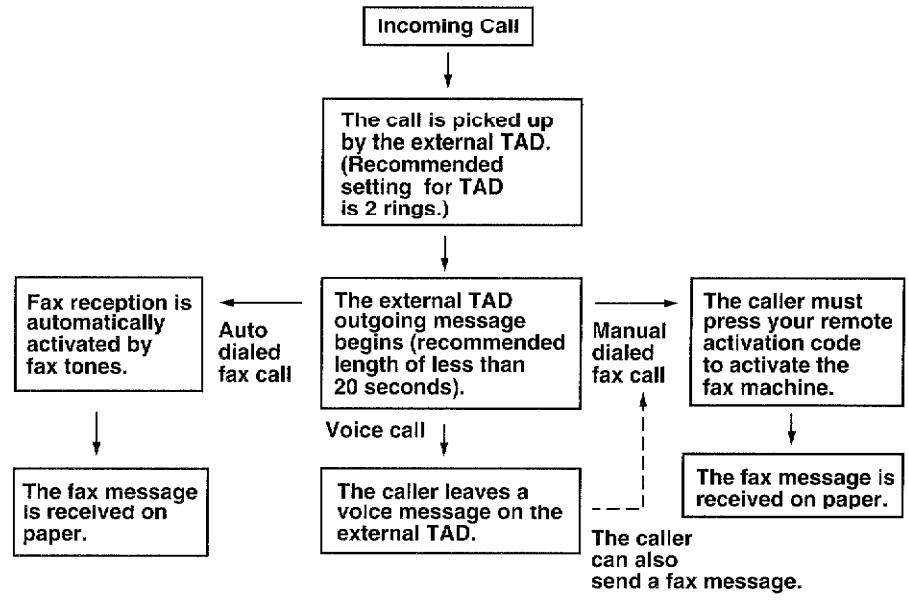 Incoming Call
The call is picked up
by the external TAD.
(Recommended
setting for TAD
is 2 rings.)
Fax reception is
automatically
activated by
fax tones.
Auto
dialed
fax call
The external TAD
outgoing message
begins (recommended
length of less than
20 seconds).
Manual
dialed
fax call
The caller must
press your remote
activation code
to activate the
fax machine.
Voice call
The fax message
is received on
paper.
The caller leaves a
voice message on the
external TAD.
The fax message is
received on paper.
The caller
can also
send a fax message.